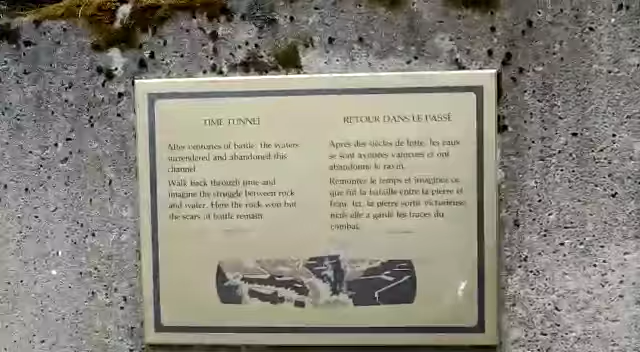 TIME TUNNEL
After centuries of battle, the waters
surrendered and abandoned this
channel.
Walk back through time and
imagine the struggle between rock
and water. Here the rock won but
the scars of battle remain.
RETOUR DANS LE PASSÉ
Après des siècles de lutte, les eaux
se sont avouées vaincues et ont
abandonné le ravin.
Remontez le temps et imaginez ce
que fut la bataille entre la pierre et
l'eau. Ici, la pierre sortit victorieuse,
mais elle a gardé les traces du
combat.